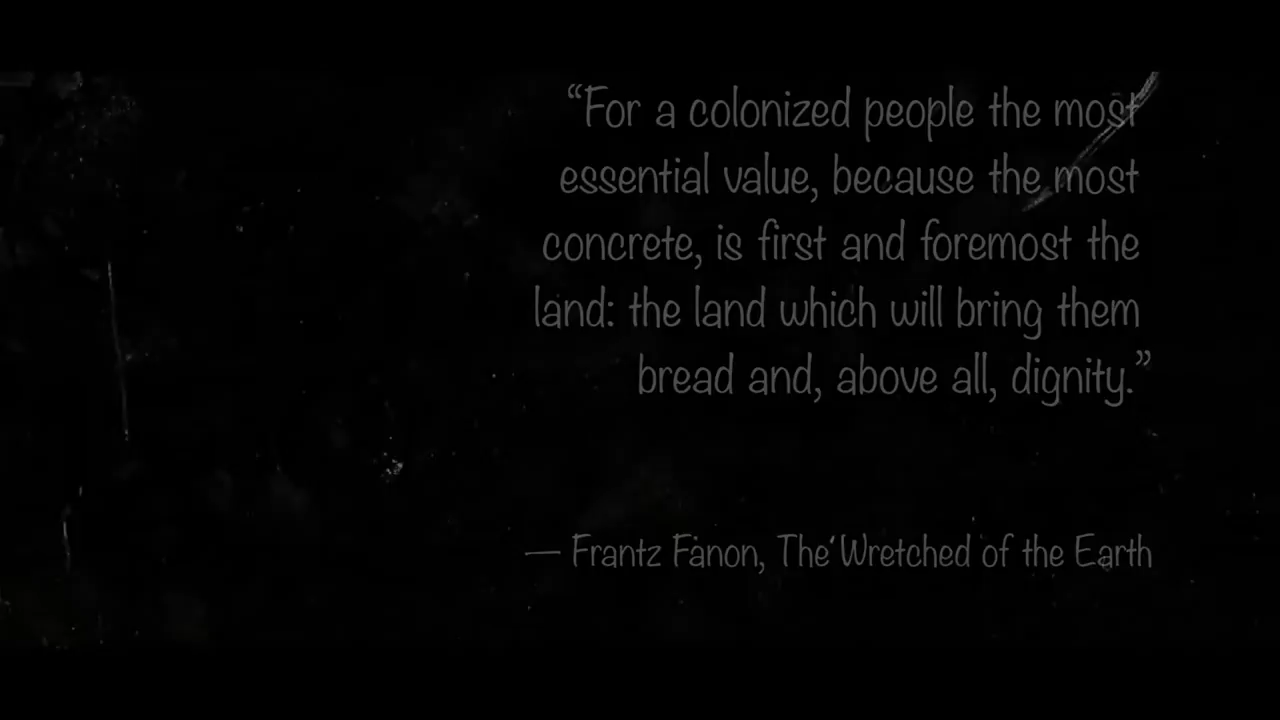 “For a colonized people the most
essential value, because the most
concrete, is first and foremost the
land: the land which will bring them
bread and, above all, dignity.”
— Frantz Fanon, The Wretched of the Earth